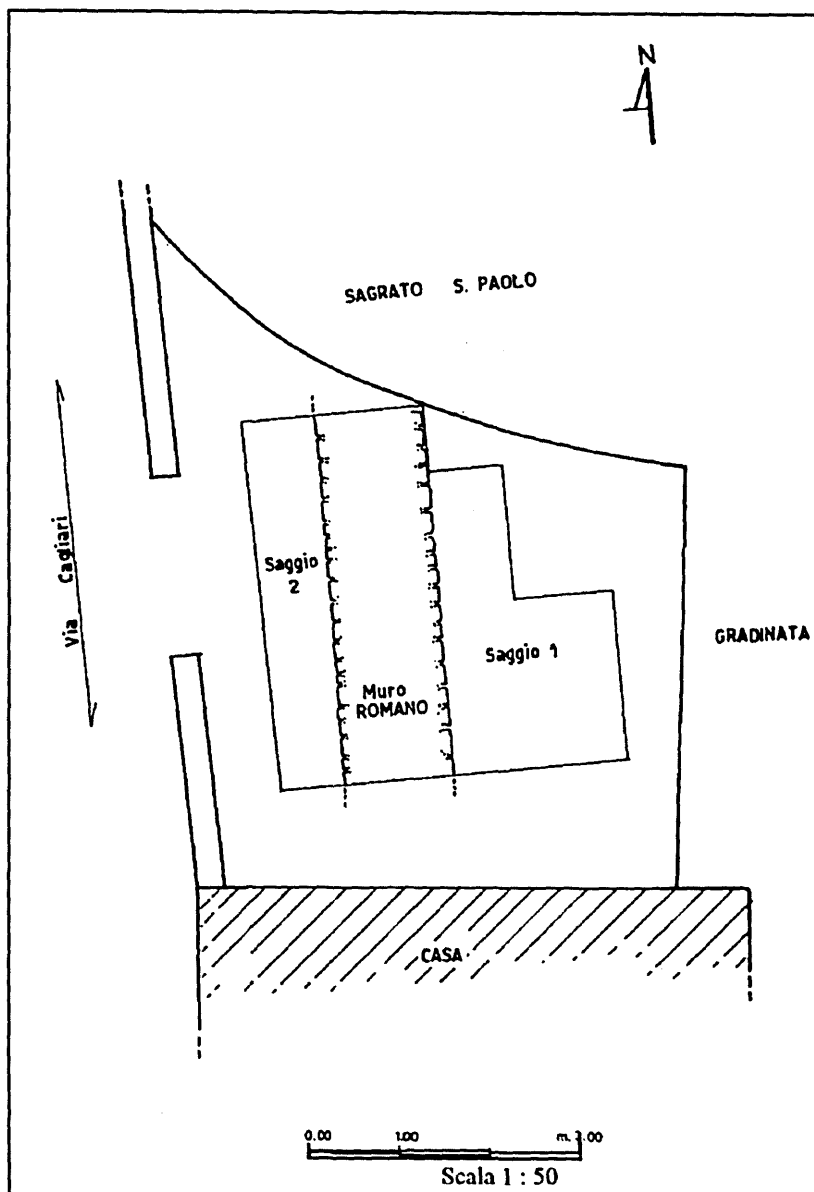 N
SAGRATO S. PAOLO
Via Cagliari
Saggio
2
GRADINATA
Saggio 1
Muro
ROMANO
CASA
0.00 1.00 m. 3.00
Scala 1 : 50